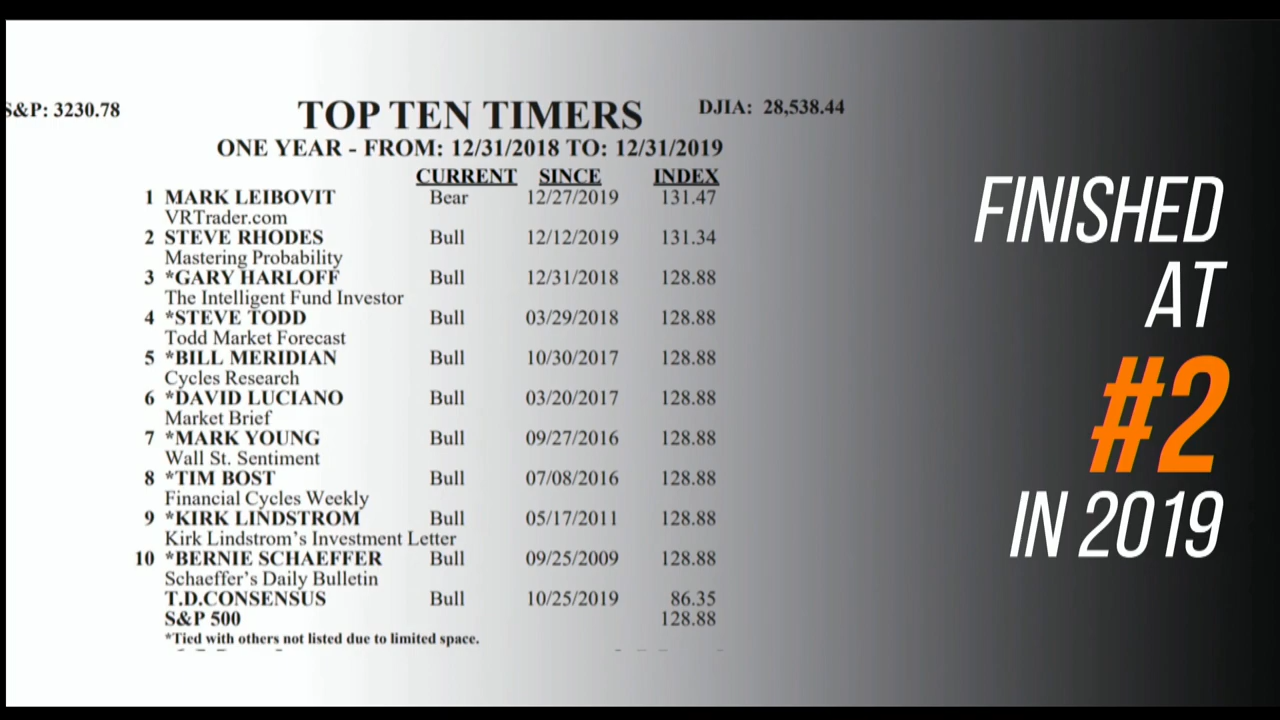 S&P: 3230.78
TOP TEN TIMERS
DJIA: 28,538.44
ONE YEAR - FROM: 12/31/2018 TO: 12/31/2019
CURRENT SINCE INDEX
1 MARK LEIBOVIT Bear 12/27/2019 131.47
VRTrader.com
2 STEVE RHODES Bull 12/12/2019 131.34
Mastering Probability
3 *GARY HARLOFF Bull 12/31/2018 128.88
The Intelligent Fund Investor
4 *STEVE TODD Bull 03/29/2018 128.88
Todd Market Forecast
5 *BILL MERIDIAN Bull 10/30/2017 128.88
Cycles Research
6 *DAVID LUCIANO Bull 03/20/2017 128.88
Market Brief
7 *MARK YOUNG Bull 09/27/2016 128.88
Wall St. Sentiment
8 *TIM BOST Bull 07/08/2016 128.88
Financial Cycles Weekly
9 *KIRK LINDSTROM Bull 05/17/2011 128.88
Kirk Lindstrom's Investment Letter
10 *BERNIE SCHAEFFER Bull 09/25/2009 128.88
Schaeffer's Daily Bulletin
T.D.CONSENSUS Bull 10/25/2019 86.35
S&P 500 128.88
*Tied with others not listed due to limited space.
FINISHED
AT
#2
IN 2019